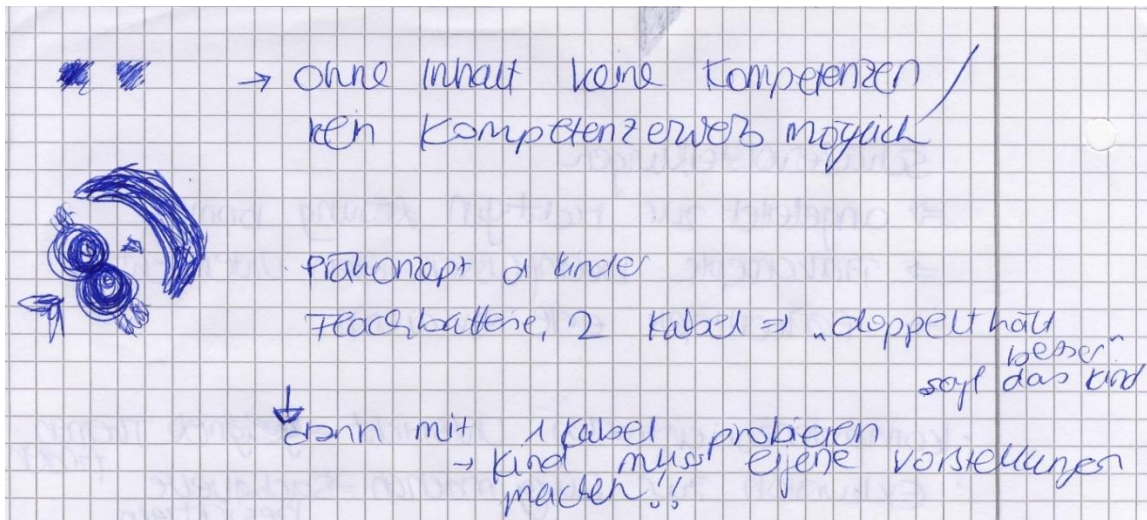 → ohne Inhalt keine Kompetenzen /
kein Kompetenzerwerb möglich
Präkonzept d Kinder
Flachbatterie, 2 Kabel ⇒ „doppelt hält
besser"
sagt das Kind
↓
dann mit 1 Kabel probieren
→ Kind muss eigene Vorstellungen
machen!!